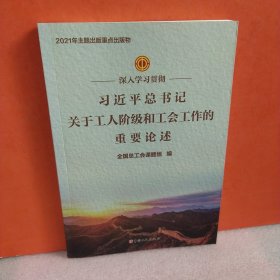 2021年主题出版重点出版物
深入学习贯彻
习近平总书记
关于工人阶级和工会工作的
重要论述
全国总工会课题组 编